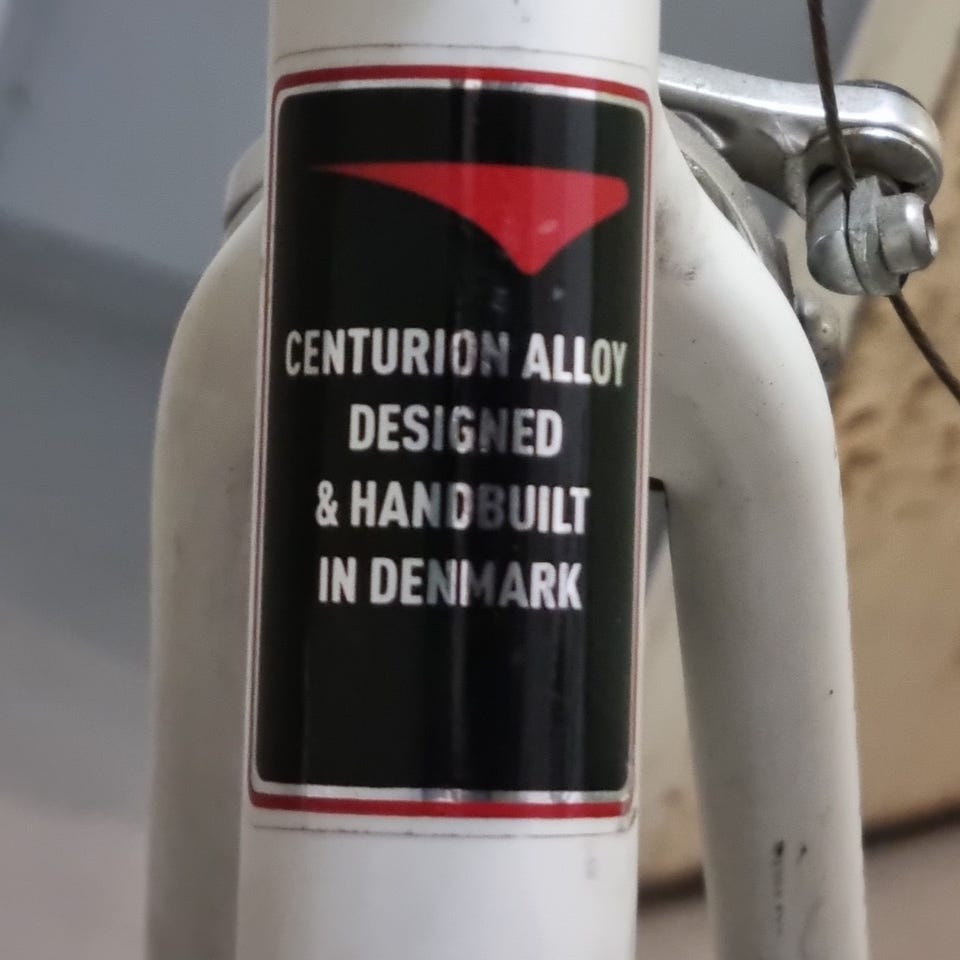 CENTURION ALLOY
DESIGNED
& HANDBUILT
IN DENMARK